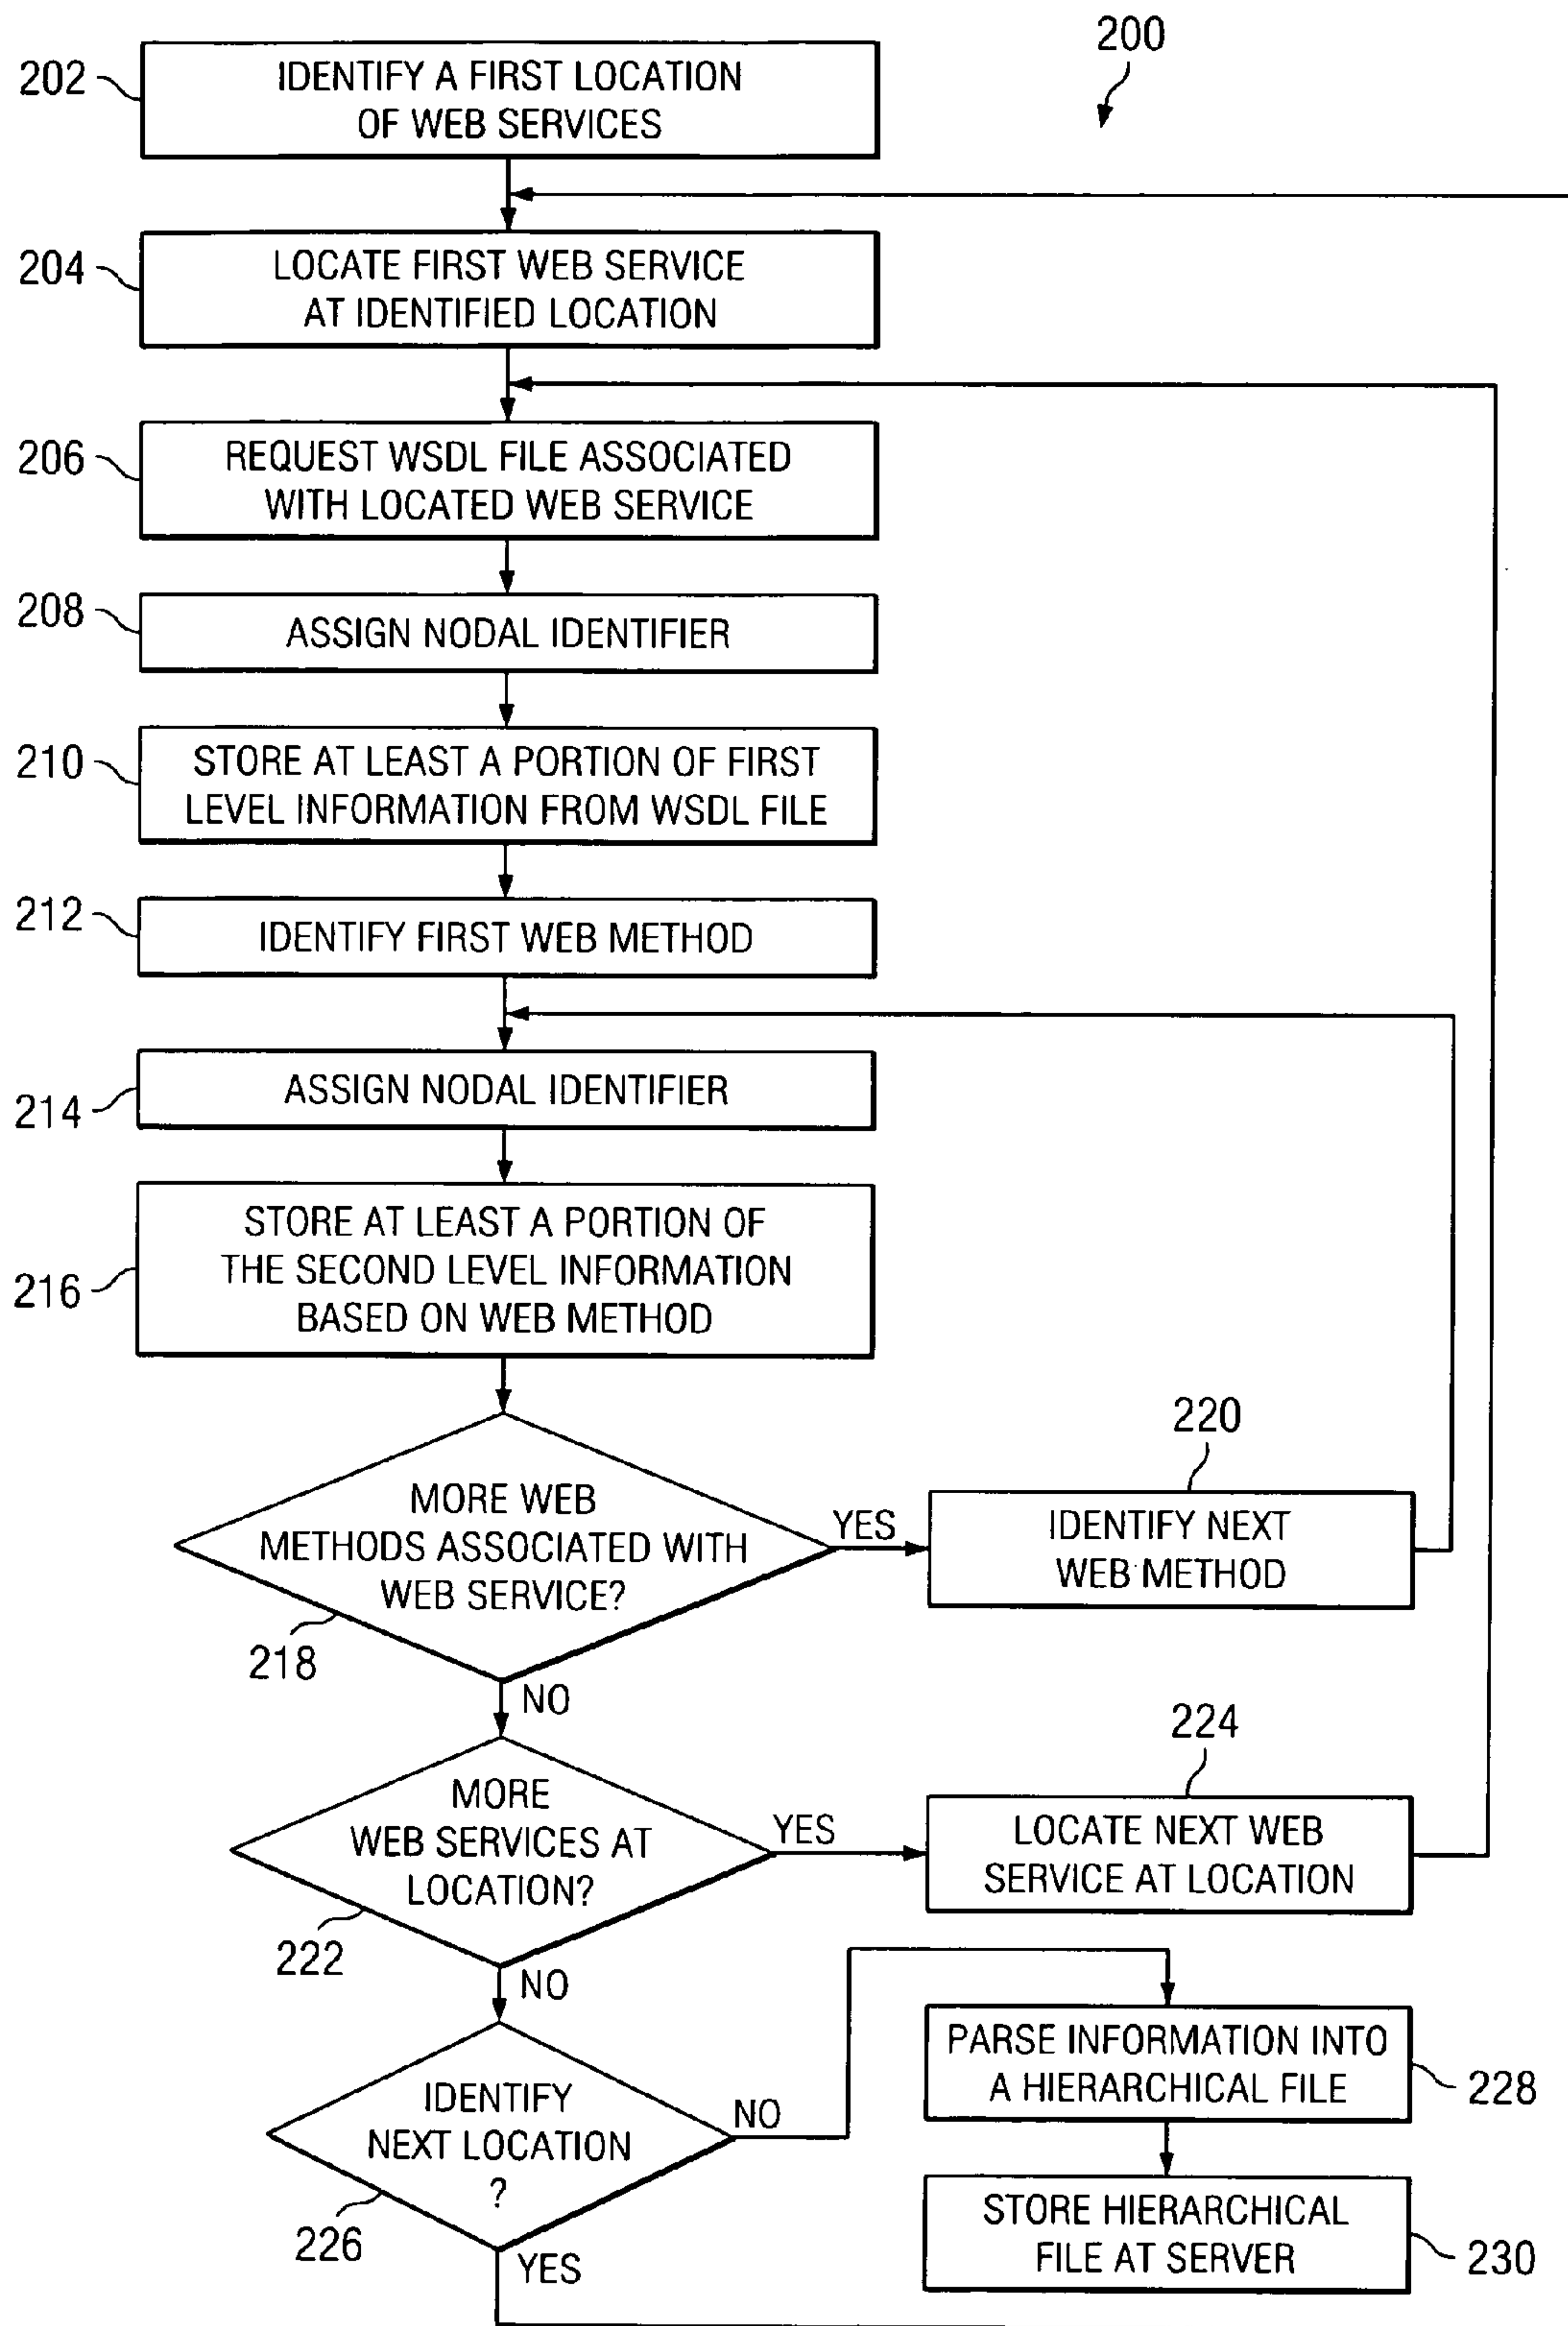 200
202
IDENTIFY A FIRST LOCATION
OF WEB SERVICES
204
LOCATE FIRST WEB SERVICE
AT IDENTIFIED LOCATION
206
REQUEST WSDL FILE ASSOCIATED
WITH LOCATED WEB SERVICE
208
ASSIGN NODAL IDENTIFIER
210
STORE AT LEAST A PORTION OF FIRST
LEVEL INFORMATION FROM WSDL FILE
212
IDENTIFY FIRST WEB METHOD
214
ASSIGN NODAL IDENTIFIER
216
STORE AT LEAST A PORTION OF
THE SECOND LEVEL INFORMATION
BASED ON WEB METHOD
MORE WEB
METHODS ASSOCIATED WITH
WEB SERVICE?
218
YES
220
IDENTIFY NEXT
WEB METHOD
NO
MORE
WEB SERVICES AT
LOCATION?
222
YES
224
LOCATE NEXT WEB
SERVICE AT LOCATION
NO
IDENTIFY
NEXT LOCATION
?
226
NO
PARSE INFORMATION INTO
A HIERARCHICAL FILE
228
STORE HIERARCHICAL
FILE AT SERVER
230
YES